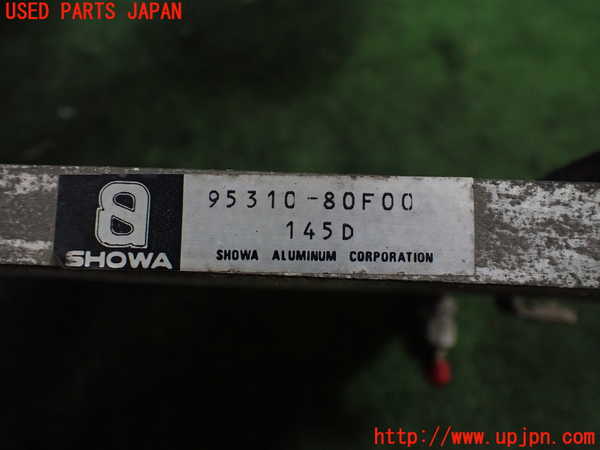 USED PARTS JAPAN
95310-80F00
145D
SHOWA
SHOWA ALUMINUM CORPORATION
http://www.upjpn.com/